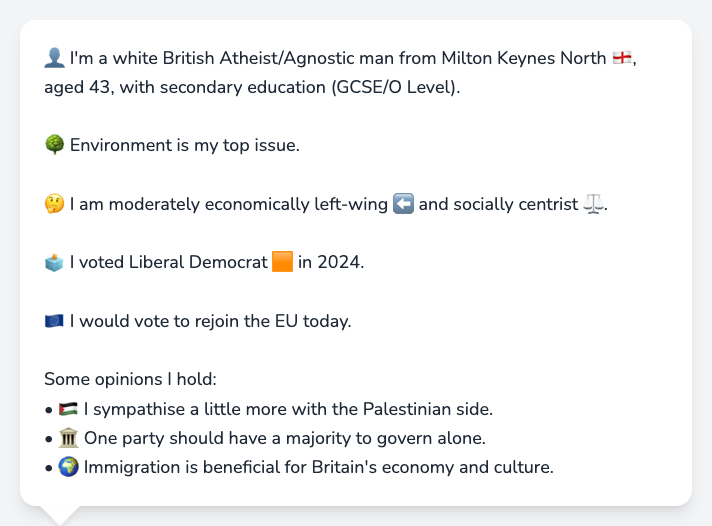 👤 I'm a white British Atheist/Agnostic man from Milton Keynes North 🏴󠁧󠁢󠁥󠁮󠁧󠁿,
aged 43, with secondary education (GCSE/O Level).
🌳 Environment is my top issue.
🤔 I am moderately economically left-wing ⬅️ and socially centrist ⚖️.
🗳️ I voted Liberal Democrat 🟧 in 2024.
🇪🇺 I would vote to rejoin the EU today.
Some opinions I hold:
• 🇵🇸 I sympathise a little more with the Palestinian side.
• 🏛️ One party should have a majority to govern alone.
• 🌍 Immigration is beneficial for Britain's economy and culture.